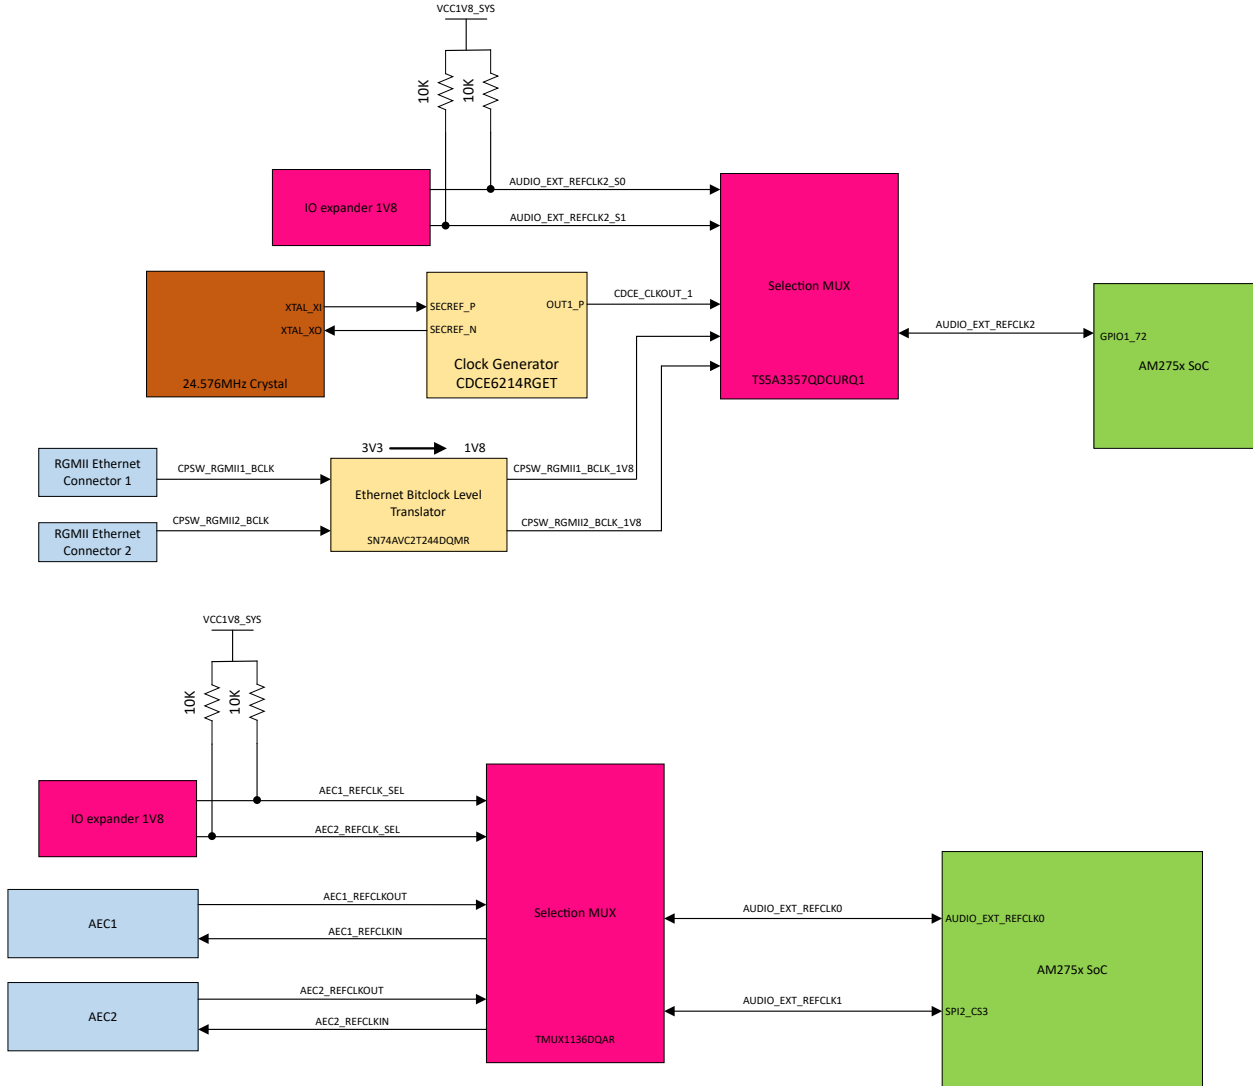 VCC1V8_SYS
10K
10K
IO expander 1V8
AUDIO_EXT_REFCLK2_S0
AUDIO_EXT_REFCLK2_S1
Selection MUX
TS5A3357QDCURQ1
XTAL_XI
XTAL_XO
24.576MHz Crystal
SECREF_P
SECREF_N
OUT1_P
Clock Generator
CDCE6214RGET
CDCE_CLKOUT_1
AUDIO_EXT_REFCLK2
GPIO1_72
AM275x SoC
3V3
1V8
RGMII Ethernet
Connector 1
CPSW_RGMII1_BCLK
RGMII Ethernet
Connector 2
CPSW_RGMII2_BCLK
Ethernet Bitclock Level
Translator
SN74AVC2T244DQMR
CPSW_RGMII1_BCLK_1V8
CPSW_RGMII2_BCLK_1V8
VCC1V8_SYS
10K
10K
IO expander 1V8
AEC1_REFCLK_SEL
AEC2_REFCLK_SEL
AEC1
AEC1_REFCLKOUT
AEC1_REFCLKIN
AEC2
AEC2_REFCLKOUT
AEC2_REFCLKIN
Selection MUX
TMUX1136DQAR
AUDIO_EXT_REFCLK0
AUDIO_EXT_REFCLK1
AUDIO_EXT_REFCLK0
AM275x SoC
SPI2_CS3